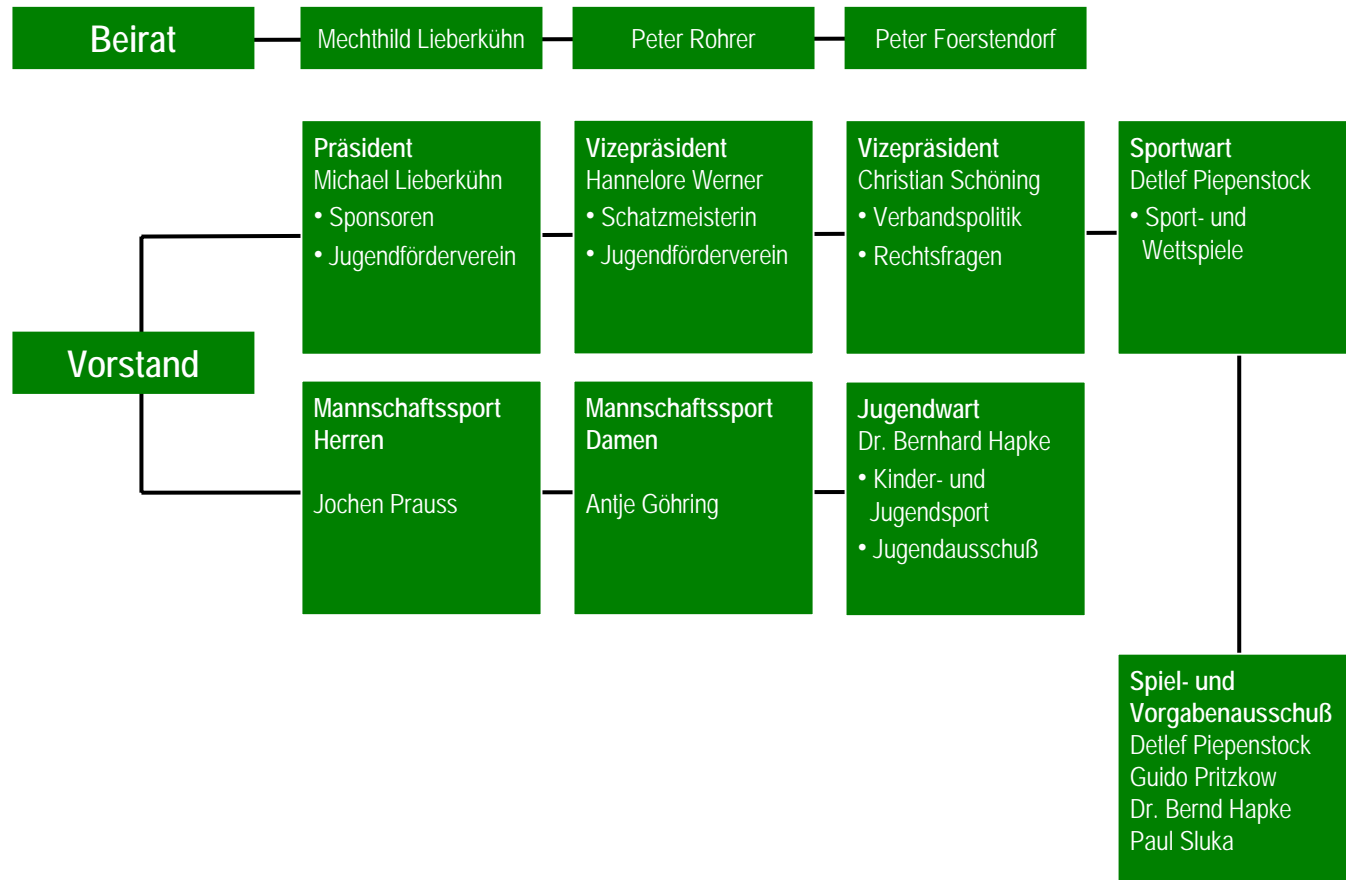 Beirat
Mechthild Lieberkühn
Peter Rohrer
Peter Foerstendorf
Vorstand
Präsident
Michael Lieberkühn
• Sponsoren
• Jugendförderverein
Vizepräsident
Hannelore Werner
• Schatzmeisterin
• Jugendförderverein
Vizepräsident
Christian Schöning
• Verbandspolitik
• Rechtsfragen
Sportwart
Detlef Piepenstock
• Sport- und
Wettspiele
Mannschaftssport
Herren
Jochen Prauss
Mannschaftssport
Damen
Antje Göhring
Jugendwart
Dr. Bernhard Hapke
• Kinder- und
Jugendsport
• Jugendausschuß
Spiel- und
Vorgabenausschuß
Detlef Piepenstock
Guido Pritzkow
Dr. Bernd Hapke
Paul Sluka